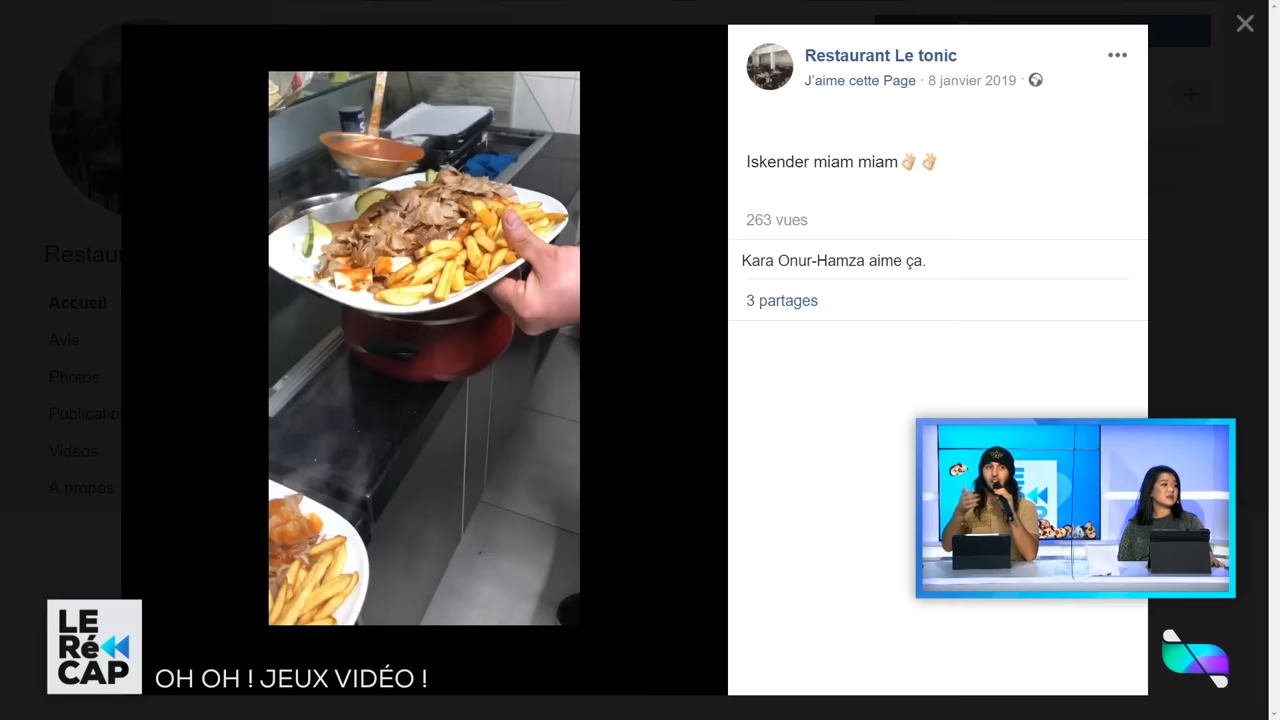 Restaurant Le tonic
J'aime cette Page · 8 janvier 2019 ·
Iskender miam miam👌🏻👌🏻
263 vues
Kara Onur-Hamza aime ça.
3 partages
Restau
Accueil
Avis
Photos
Publicatio
Vidéos
À propos
LE
Ré
CAP
OH OH ! JEUX VIDÉO !